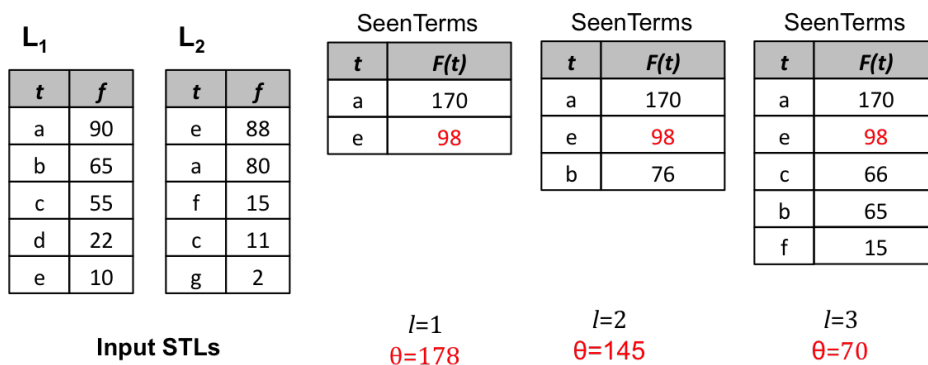 L1
t f
a 90
b 65
c 55
d 22
e 10
L2
t f
e 88
a 80
f 15
c 11
g 2
Input STLs
SeenTerms
t F(t)
a 170
e 98
l=1
θ=178
SeenTerms
t F(t)
a 170
e 98
b 76
l=2
θ=145
SeenTerms
t F(t)
a 170
e 98
c 66
b 65
f 15
l=3
θ=70